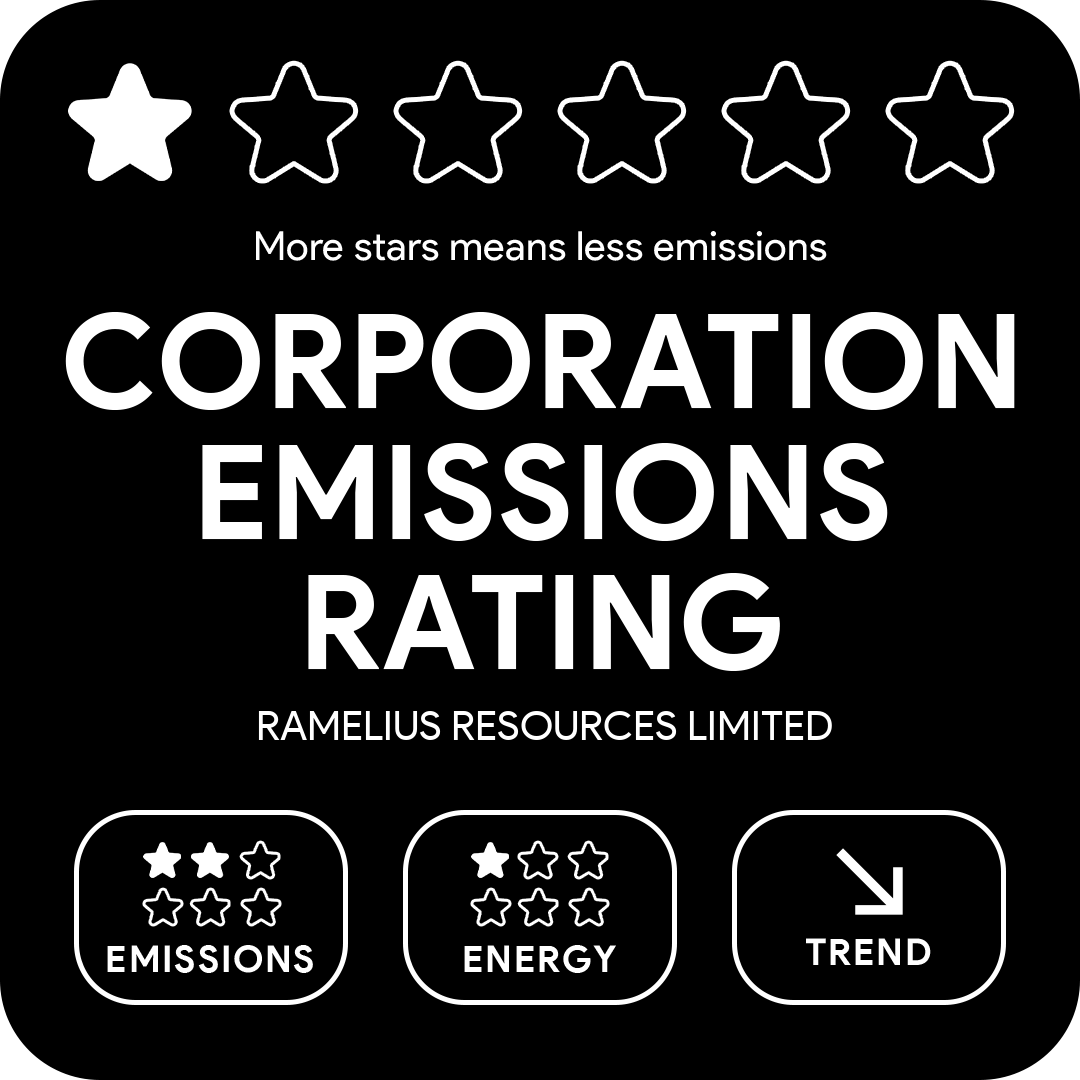 More stars means less emissions
CORPORATION
EMISSIONS
RATING
RAMELIUS RESOURCES LIMITED
EMISSIONS
ENERGY
TREND